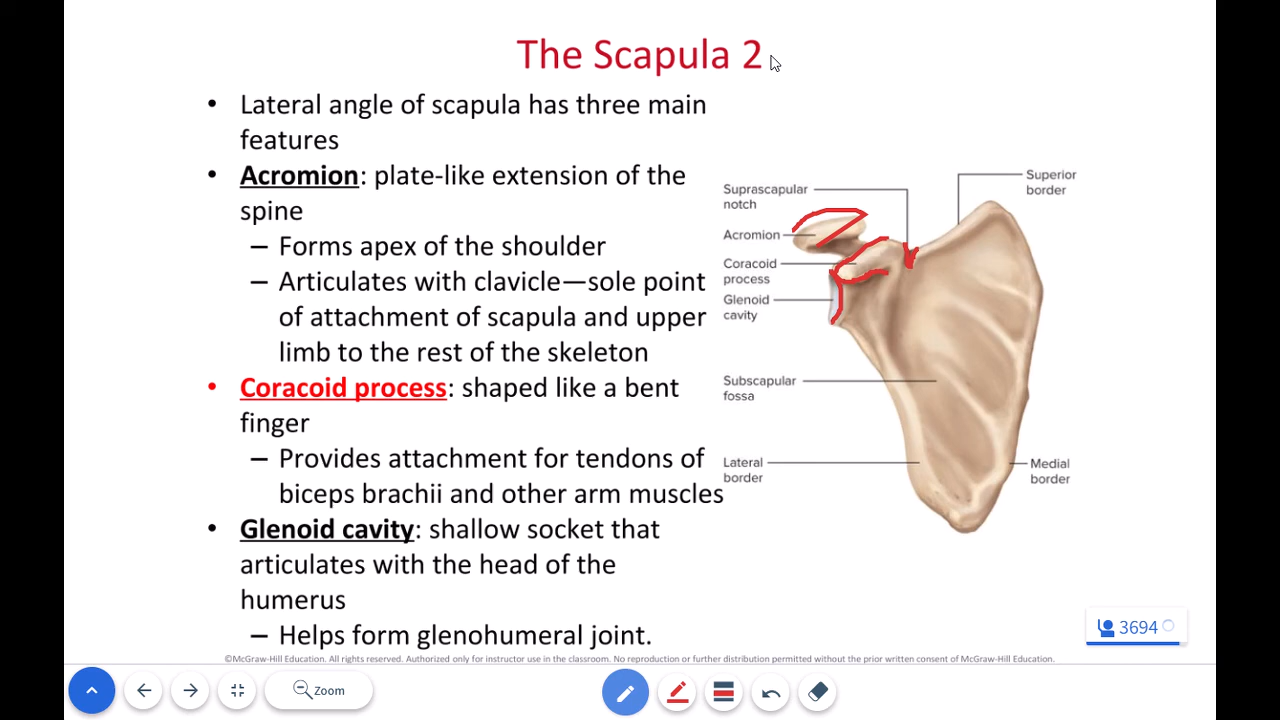 The Scapula 2
• Lateral angle of scapula has three main
features
• Acromion: plate-like extension of the
spine
– Forms apex of the shoulder
– Articulates with clavicle—sole point
of attachment of scapula and upper
limb to the rest of the skeleton
• Coracoid process: shaped like a bent
finger
– Provides attachment for tendons of
biceps brachii and other arm muscles
• Glenoid cavity: shallow socket that
articulates with the head of the
humerus
– Helps form glenohumeral joint.
Suprascapular
notch
Acromion
Coracoid
process
Glenoid
cavity
Subscapular
fossa
Lateral
border
Superior
border
Medial
border
3694
©McGraw-Hill Education. All rights reserved. Authorized only for instructor use in the classroom. No reproduction or further distribution permitted without the prior written consent of McGraw-Hill Education.
Zoom